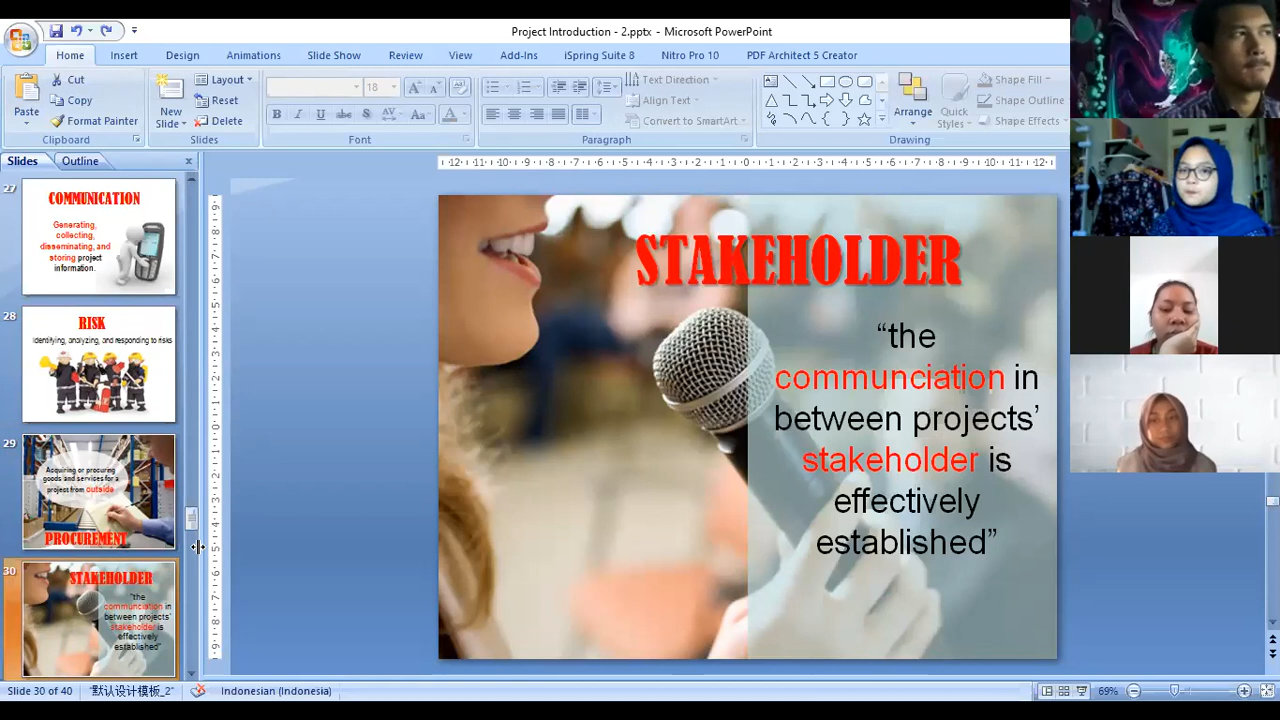 Project Introduction - 2.pptx - Microsoft PowerPoint
Home Insert Design Animations Slide Show Review View Add-Ins iSpring Suite 8 Nitro Pro 10 PDF Architect 5 Creator
Paste
Cut
Copy
Format Painter
Clipboard
New Slide
Layout
Reset
Delete
Slides
18
Font
Text Direction
Align Text
Convert to SmartArt
Paragraph
Arrange
Quick Styles
Shape Fill
Shape Outline
Shape Effects
Drawing
Slides Outline
27
COMMUNICATION
Generating,
collecting,
disseminating, and
storing project
information.
28
RISK
Identifying, analyzing, and responding to risks
29
Acquiring or procuring
goods and services for a
project from outside
PROCUREMENT
30
STAKEHOLDER
“the
communciation in
between projects’
stakeholder is
effectively
established”
STAKEHOLDER
“the
communciation in
between projects’
stakeholder is
effectively
established”
Slide 30 of 40 "默认设计模板_2" Indonesian (Indonesia) 69%